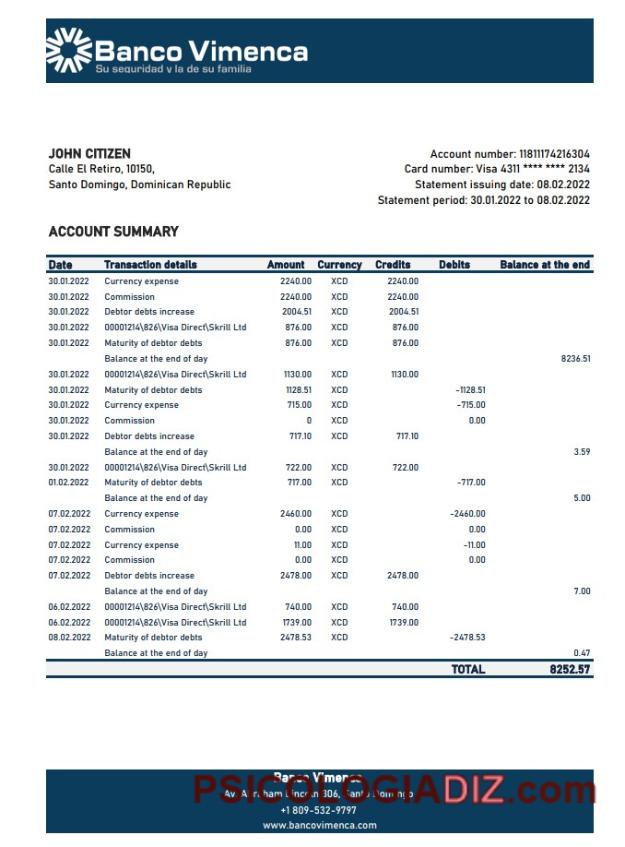 Banco Vimenca
Su seguridad y la de su familia
JOHN CITIZEN
Calle El Retiro, 10150,
Santo Domingo, Dominican Republic
Account number: 11811174216304
Card number: Visa 4311 **** **** 2134
Statement issuing date: 08.02.2022
Statement period: 30.01.2022 to 08.02.2022
ACCOUNT SUMMARY
Date Transaction details Amount Currency Credits Debits Balance at the end
30.01.2022 Currency expense 2240.00 XCD 2240.00
30.01.2022 Commission 2240.00 XCD 2240.00
30.01.2022 Debtor debts increase 2004.51 XCD 2004.51
30.01.2022 00001214\826\Visa Direct\Skrill Ltd 876.00 XCD 876.00
30.01.2022 Maturity of debtor debts 876.00 XCD 876.00
Balance at the end of day 8236.51
30.01.2022 00001214\826\Visa Direct\Skrill Ltd 1130.00 XCD 1130.00
30.01.2022 Maturity of debtor debts 1128.51 XCD -1128.51
30.01.2022 Currency expense 715.00 XCD -715.00
30.01.2022 Commission 0 XCD 0.00
30.01.2022 Debtor debts increase 717.10 XCD 717.10
Balance at the end of day 3.59
30.01.2022 00001214\826\Visa Direct\Skrill Ltd 722.00 XCD 722.00
01.02.2022 Maturity of debtor debts 717.00 XCD -717.00
Balance at the end of day 5.00
07.02.2022 Currency expense 2460.00 XCD -2460.00
07.02.2022 Commission 0.00 XCD 0.00
07.02.2022 Currency expense 11.00 XCD -11.00
07.02.2022 Commission 0.00 XCD 0.00
07.02.2022 Debtor debts increase 2478.00 XCD 2478.00
Balance at the end of day 7.00
06.02.2022 00001214\826\Visa Direct\Skrill Ltd 740.00 XCD 740.00
06.02.2022 00001214\826\Visa Direct\Skrill Ltd 1739.00 XCD 1739.00
08.02.2022 Maturity of debtor debts 2478.53 XCD -2478.53
Balance at the end of day 0.47
TOTAL 8252.57
Banco Vimenca
PSICOLOGIADIZ.com
Av. Abraham Lincoln 306, Santo Domingo
+1 809-532-9797
www.bancovimenca.com